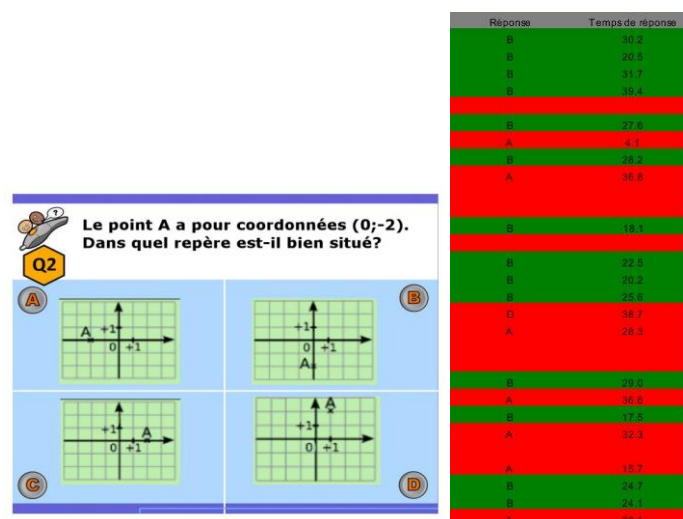 Réponse Temps de réponse
B 30.2
B 20.5
B 31.7
B 39.4
B 27.6
A 4.1
B 28.2
A 36.8
B 18.1
B 22.5
B 20.2
B 25.6
D 38.7
A 28.3
B 29.0
A 36.6
B 17.5
A 32.3
A 15.7
B 24.7
B 24.1
?
Le point A a pour coordonnées (0;-2).
Dans quel repère est-il bien situé?
Q2
A
A +1
0 +1
B
+1
0 +1
A
C
+1 A
0 +1
D
A
+1
0 +1